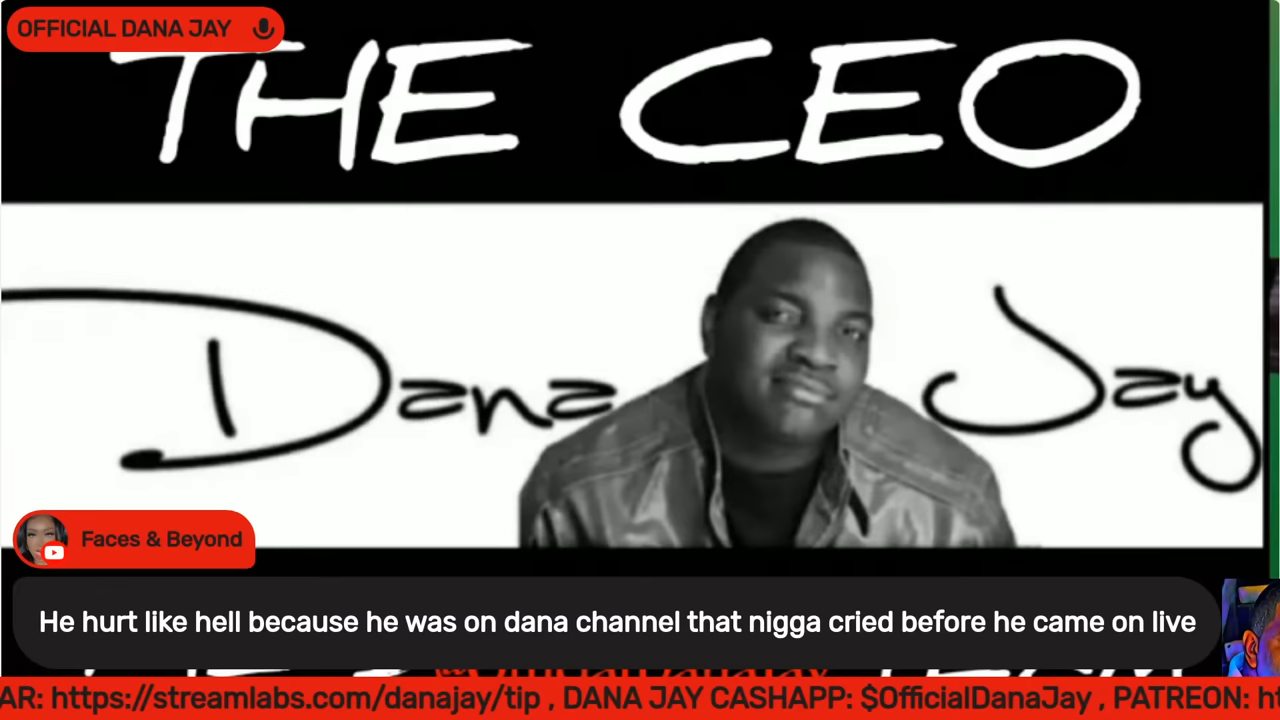 OFFICIAL DANA JAY
THE CEO
Dana Jay
Faces & Beyond
He hurt like hell because he was on dana channel that nigga cried before he came on live
AR: https://streamlabs.com/danajay/tip , DANA JAY CASHAPP: $OfficialDanaJay , PATREON: